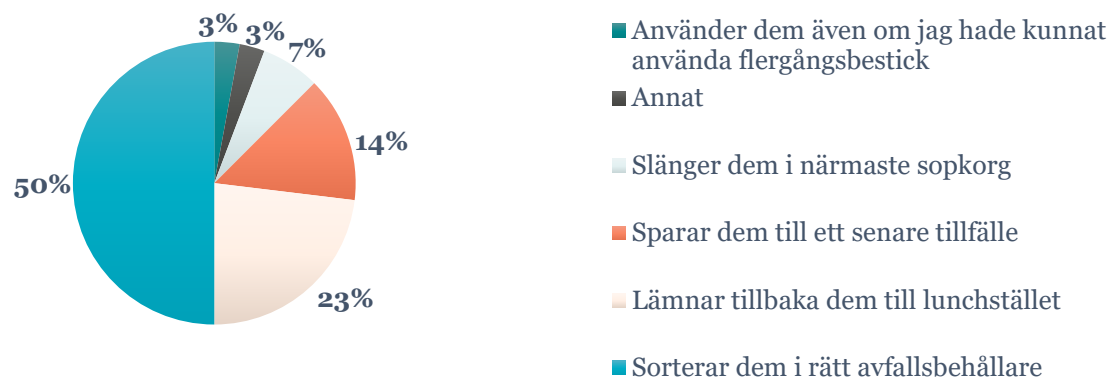 3%
3%
7%
14%
23%
50%
Använder dem även om jag hade kunnat
använda flergångsbestick
Annat
Slänger dem i närmaste sopkorg
Sparar dem till ett senare tillfälle
Lämnar tillbaka dem till lunchstället
Sorterar dem i rätt avfallsbehållare